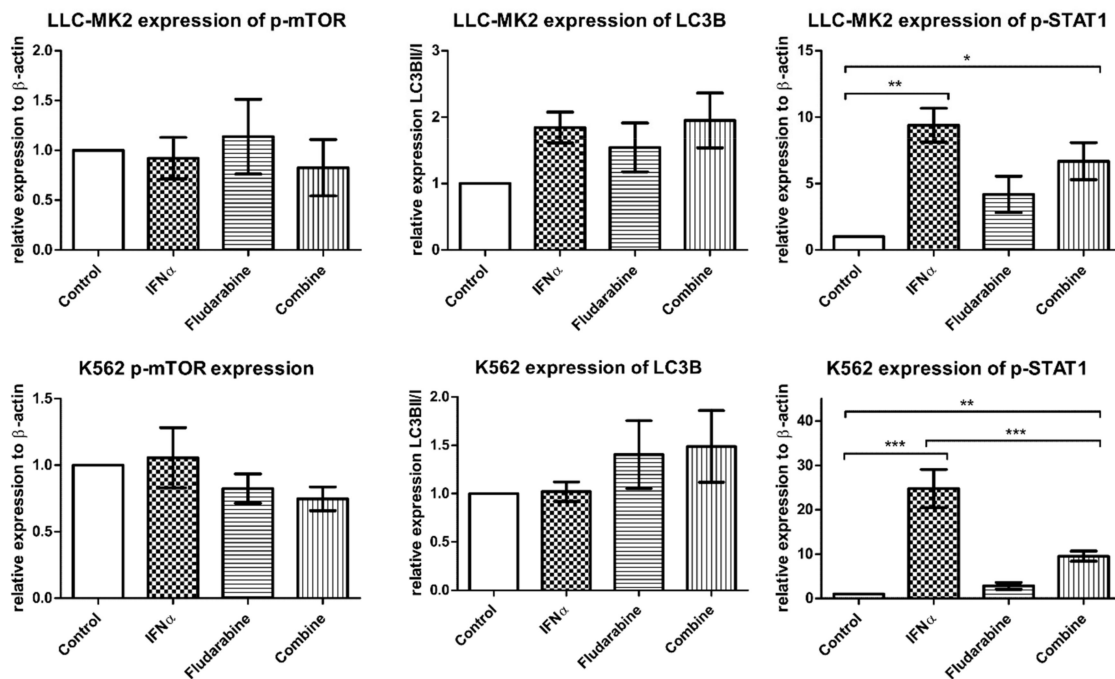 LLC-MK2 expression of p-mTOR
relative expression to β-actin
2.0
1.5
1.0
0.5
0.0
Control
IFNα
Fludarabine
Combine
LLC-MK2 expression of LC3B
relative expression LC3BII/I
3
2
1
0
Control
IFNα
Fludarabine
Combine
LLC-MK2 expression of p-STAT1
relative expression to β-actin
15
10
5
0
*
**
Control
IFNα
Fludarabine
Combine
K562 p-mTOR expression
relative expression to β-actin
1.5
1.0
0.5
0.0
Control
IFNα
Fludarabine
Combine
K562 expression of LC3B
relative expression LC3BII/I
2.0
1.5
1.0
0.5
0.0
Control
IFNα
Fludarabine
Combine
K562 expression of p-STAT1
relative expression to β-actin
40
30
20
10
0
**
***
***
Control
IFNα
Fludarabine
Combine